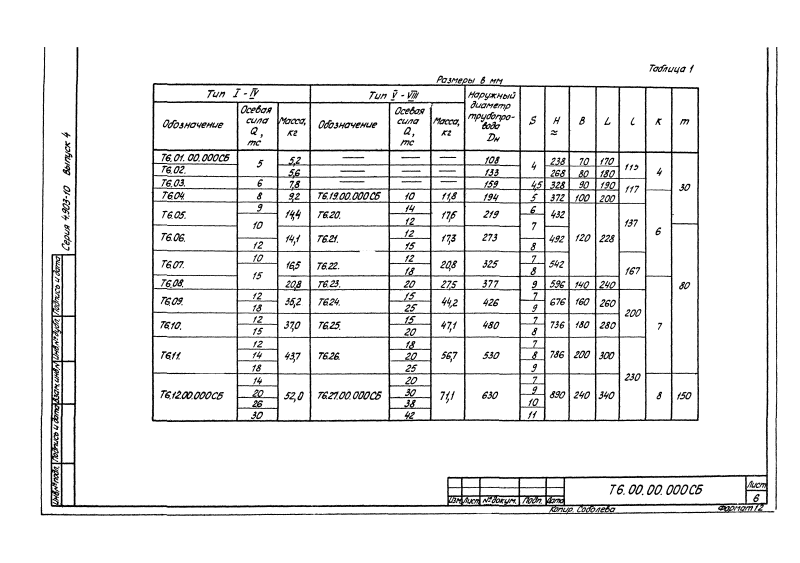 Таблица 1
Размеры в мм
Тип I - IV Тип V - VIII Наружный диаметр трубопровода Dн S H ≈ B L l K m
Обозначение Осевая сила Q, тс Масса, кг Обозначение Осевая сила Q, тс Масса, кг
Т6.01.00.000СБ 5 5,2 — — — 108 4 238 70 170 115 4 30
Т6.02. 5,6 — — — 133 268 80 180
Т6.03. 6 7,8 — — — 159 4,5 328 90 190 117
Т6.04. 8 9,2 Т6.19.00.000СБ 10 11,8 194 5 372 100 200 6
Т6.05. 9 14,4 Т6.20. 14 17,6 219 6 432 120 228 137
10 12 7
Т6.06. 14,1 Т6.21. 12 17,3 273 492 80
12 15 8
Т6.07. 10 16,5 Т6.22. 12 20,8 325 7 542 167
15 18 8
Т6.08. 20,8 Т6.23. 20 27,5 377 9 596 140 240 7
Т6.09. 12 35,2 Т6.24. 15 44,2 426 7 676 160 260 200
18 25 9
Т6.10. 12 37,0 Т6.25. 15 47,1 480 7 736 180 280
15 20 8
Т6.11. 12 43,7 Т6.26. 18 56,7 530 7 786 200 300 230
14 20 8
18 25 9
Т6.12.00.000СБ 14 52,0 Т6.27.00.000СБ 20 71,1 630 7 890 240 340 8 150
20 30 9
26 38 10
30 42 11
Серия 4.903-10 Выпуск 4
Инв.№подл. Подпись и дата Взам.инв.№ Инв.№дубл. Подпись и дата
Изм. Лист №докум. Подп. Дата
Т6.00.00.000СБ
Лист
6
Копир. Соболева
Формат 12